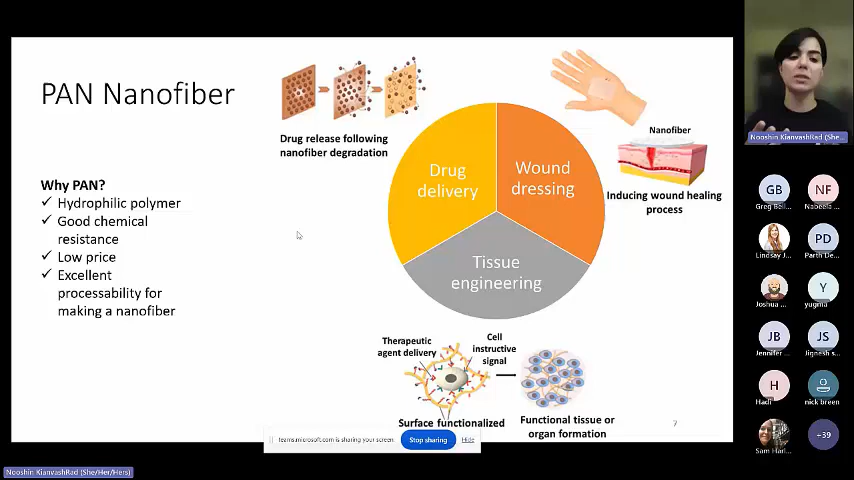 PAN Nanofiber
Why PAN?
✓ Hydrophilic polymer
✓ Good chemical
resistance
✓ Low price
✓ Excellent
processability for
making a nanofiber
Drug release following
nanofiber degradation
Drug
delivery
Wound
dressing
Tissue
engineering
Nanofiber
Inducing wound healing
process
Therapeutic
agent delivery
Cell
instructive
signal
Surface functionalized
Functional tissue or
organ formation
7
teams.microsoft.com is sharing your screen.
Stop sharing
Hide
Nooshin KianvashRad (She/Her/Hers)
Nooshin KianvashRad (She...
GB
Greg Bell...
NF
Nabeela ...
Lindsay J...
PD
Parth De...
Joshua ...
Y
yugma
JB
Jennifer ...
JS
Jignesh s...
H
Hadi
nick breen
Sam Harl...
+39